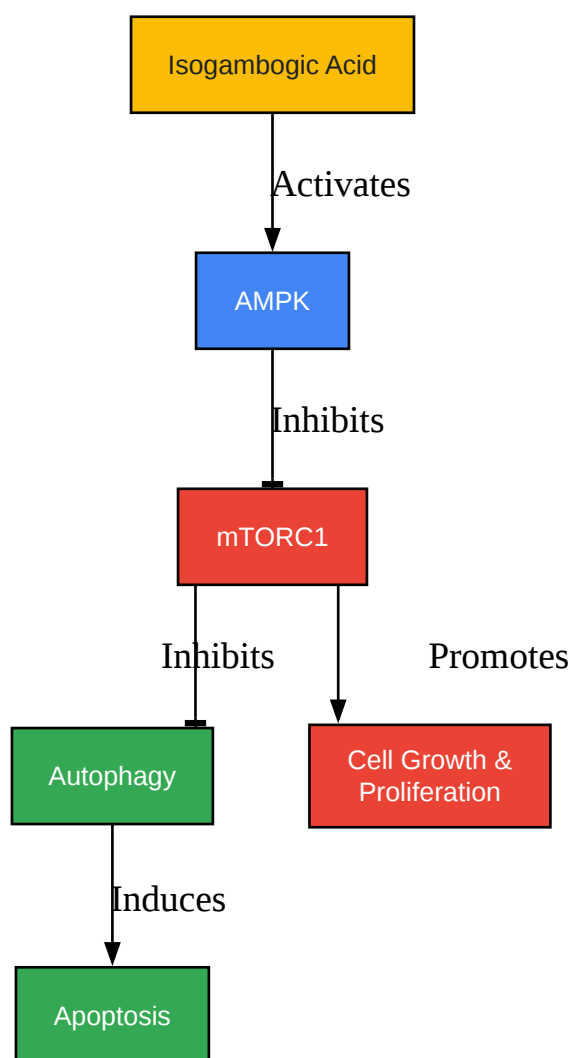 Isogambogic Acid
Activates
AMPK
Inhibits
mTORC1
Inhibits
Promotes
Autophagy
Cell Growth &
Proliferation
Induces
Apoptosis